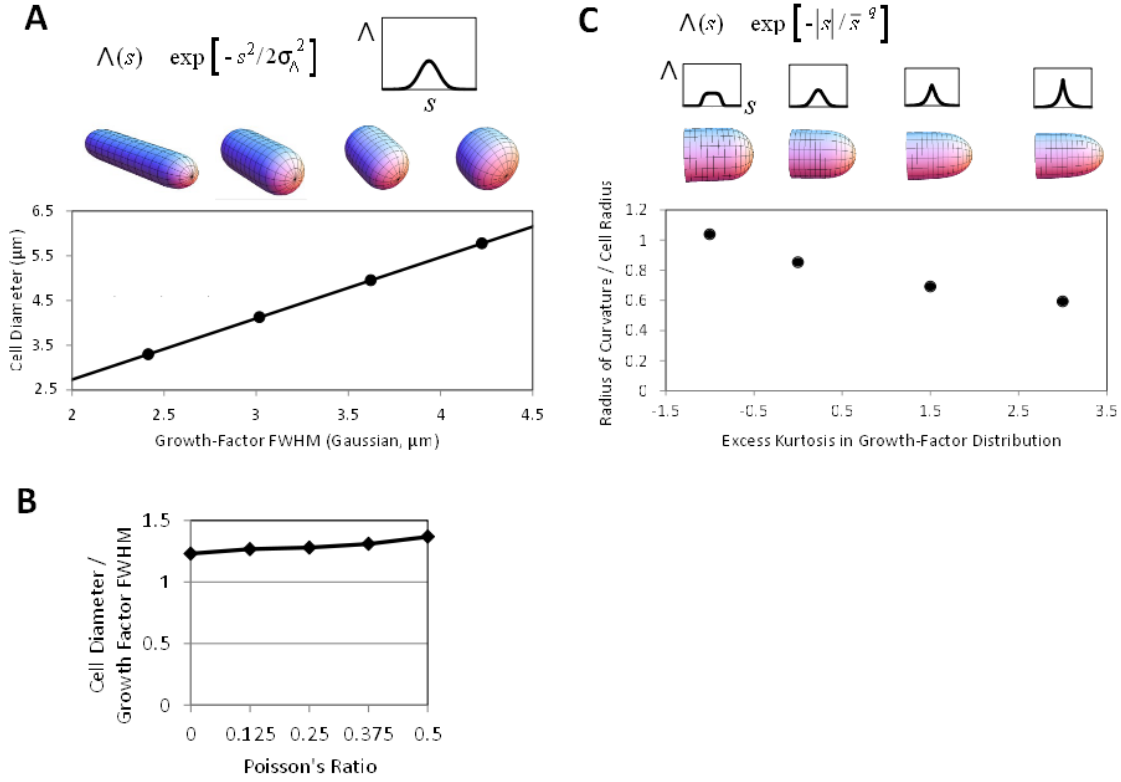 A
Λ(s) exp[-s²/2σ_Λ²]
Λ
s
6.5
5.5
4.5
3.5
2.5
Cell Diameter (μm)
2 2.5 3 3.5 4 4.5
Growth-Factor FWHM (Gaussian, μm)
B
1.5
1
0.5
0
Cell Diameter /
Growth Factor FWHM
0 0.125 0.25 0.375 0.5
Poisson's Ratio
C
Λ(s) exp[-|s|/s̄ ^q]
Λ
s
1.2
1
0.8
0.6
0.4
0.2
0
Radius of Curvature / Cell Radius
-1.5 -0.5 0.5 1.5 2.5 3.5
Excess Kurtosis in Growth-Factor Distribution